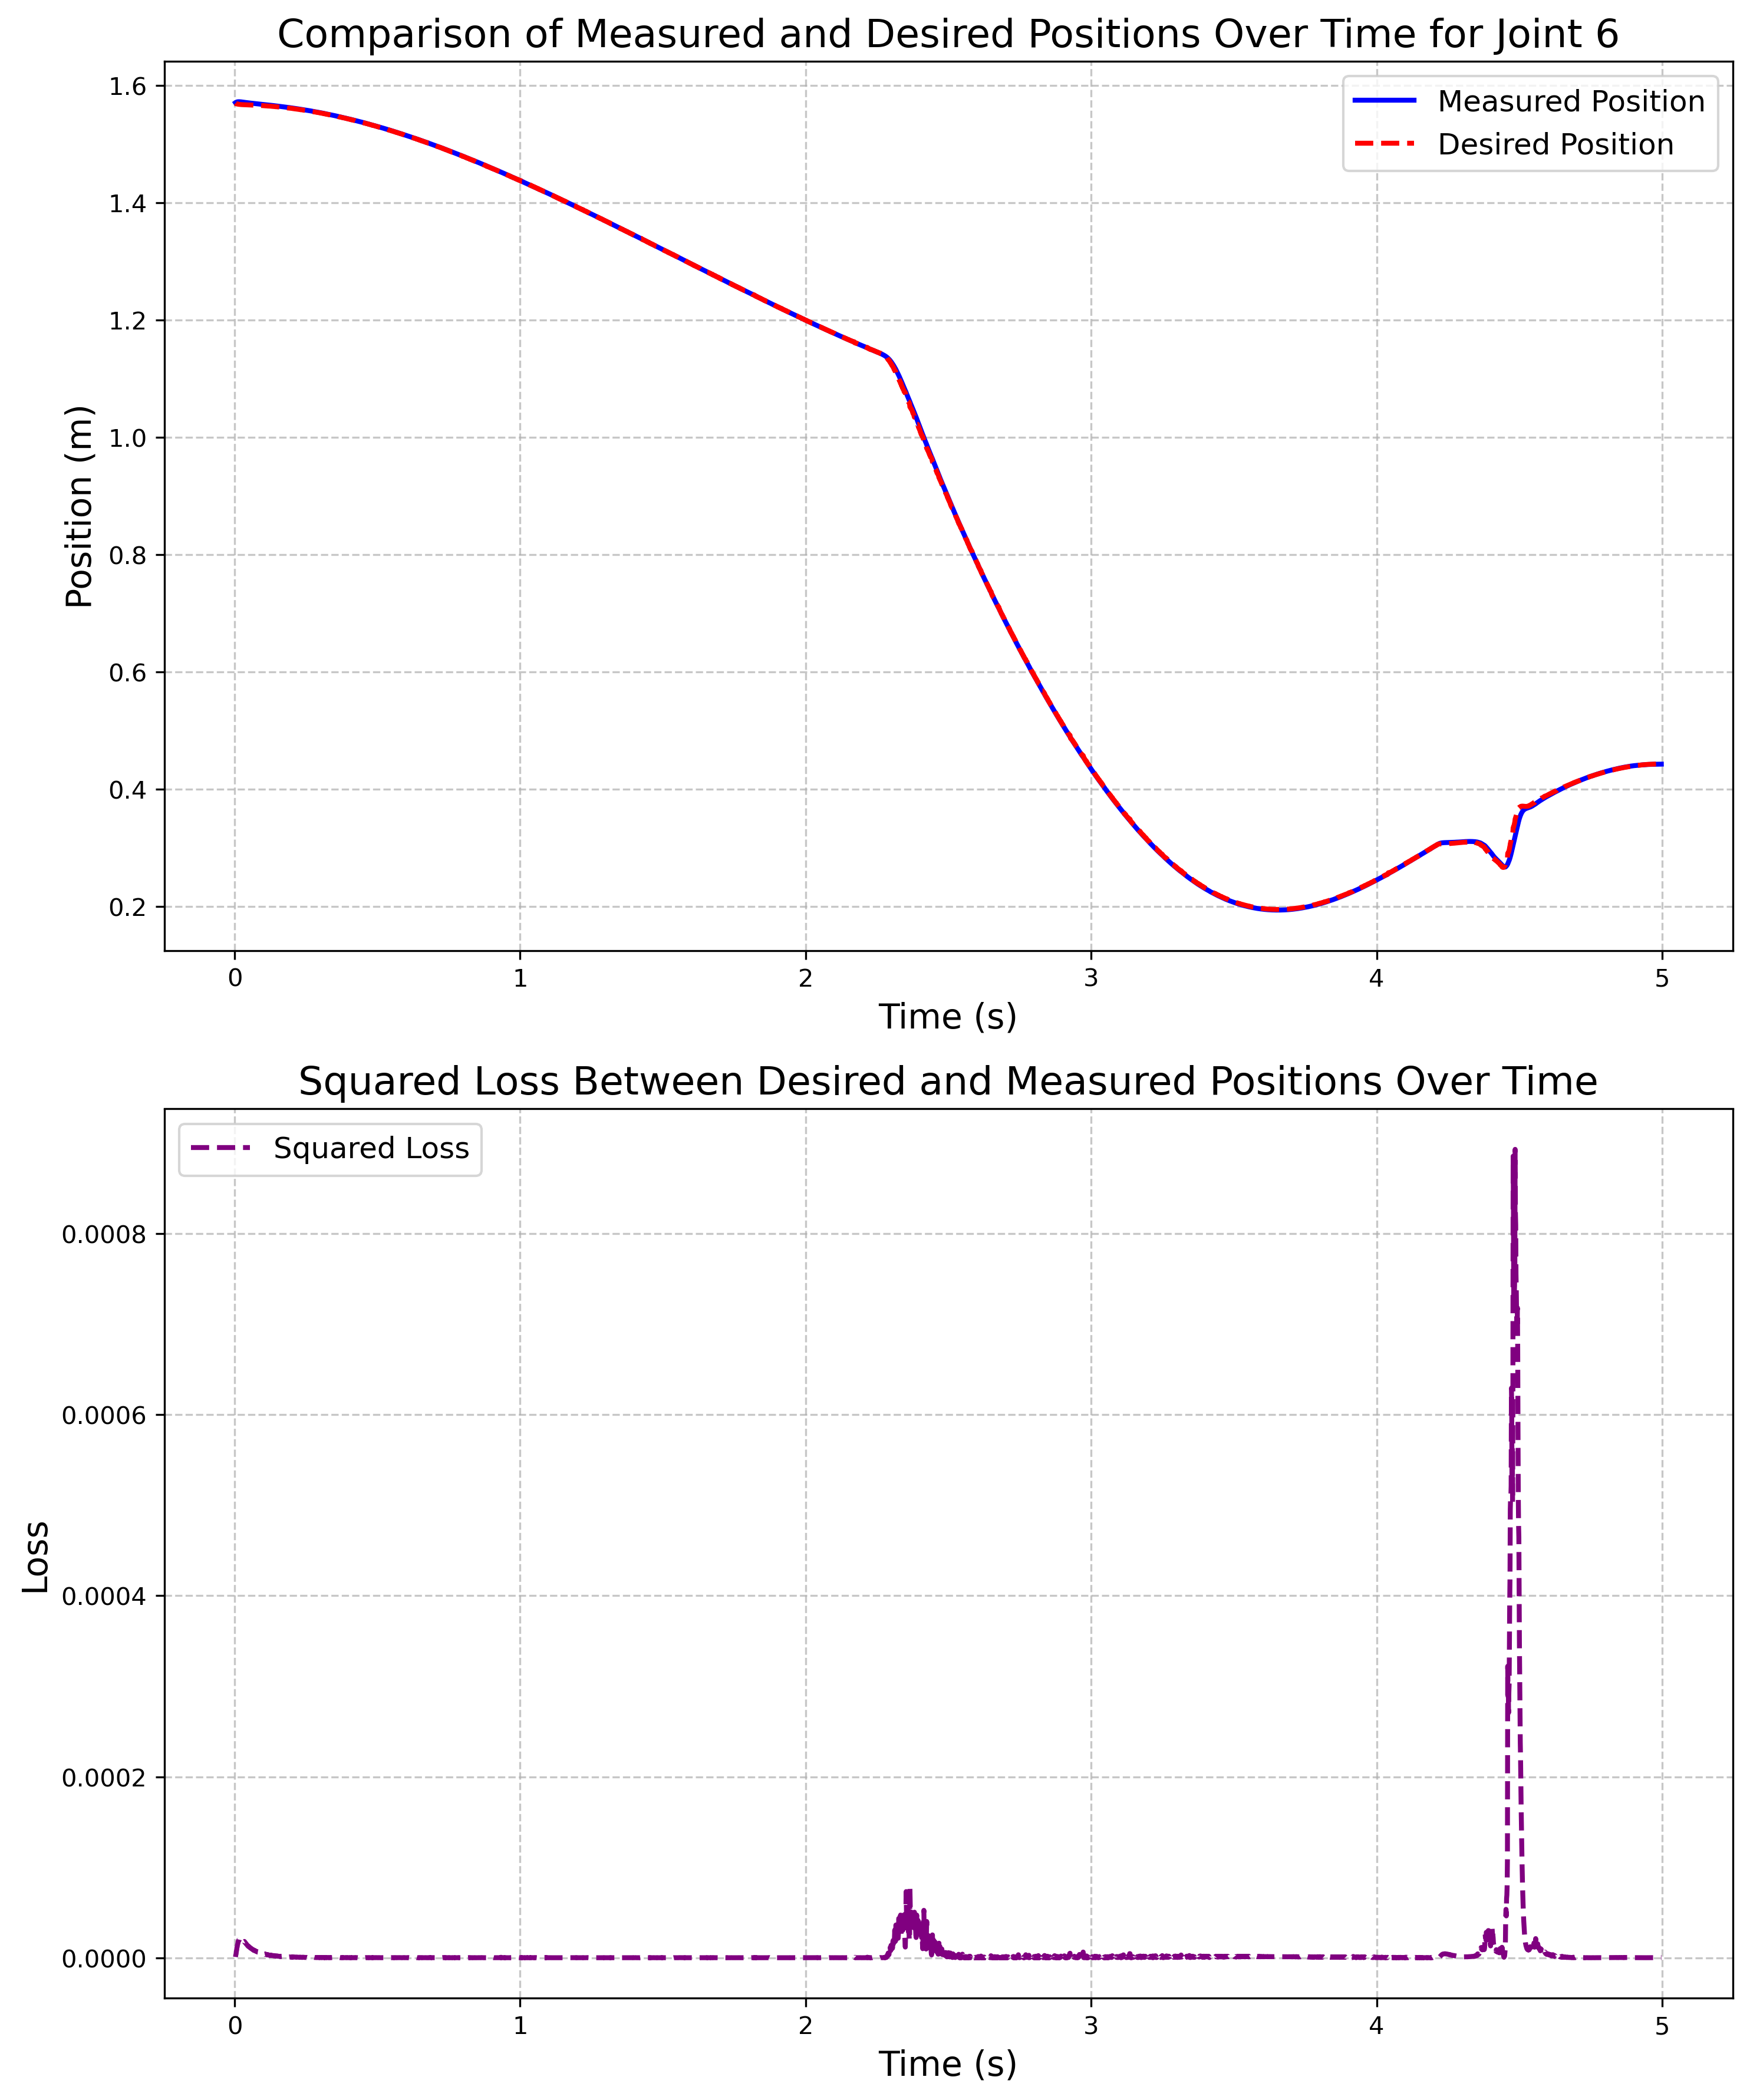 Comparison of Measured and Desired Positions Over Time for Joint 6
1.6
1.4
1.2
1.0
0.8
0.6
0.4
0.2
Position (m)
Measured Position
Desired Position
0 1 2 3 4 5
Time (s)
Squared Loss Between Desired and Measured Positions Over Time
Squared Loss
0.0008
0.0006
0.0004
0.0002
0.0000
Loss
0 1 2 3 4 5
Time (s)